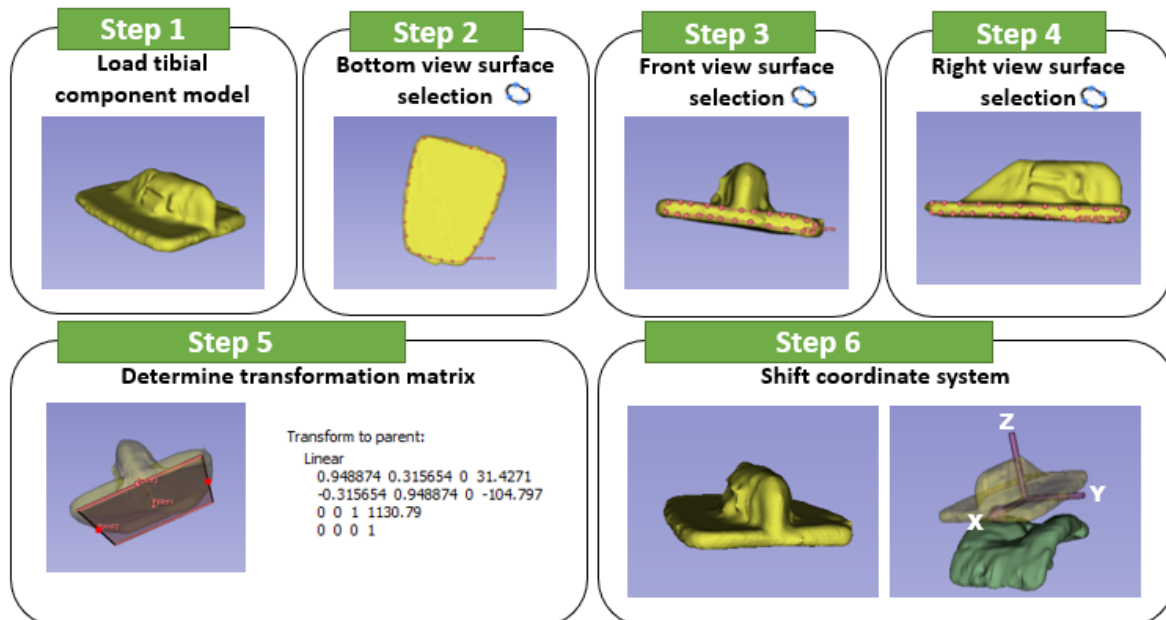 Step 1
Load tibial
component model
Step 2
Bottom view surface
selection
Step 3
Front view surface
selection
Step 4
Right view surface
selection
Step 5
Determine transformation matrix
Transform to parent:
Linear
0.948874 0.315654 0 31.4271
-0.315654 0.948874 0 -104.797
0 0 1 1130.79
0 0 0 1
Step 6
Shift coordinate system
Z
Y
X